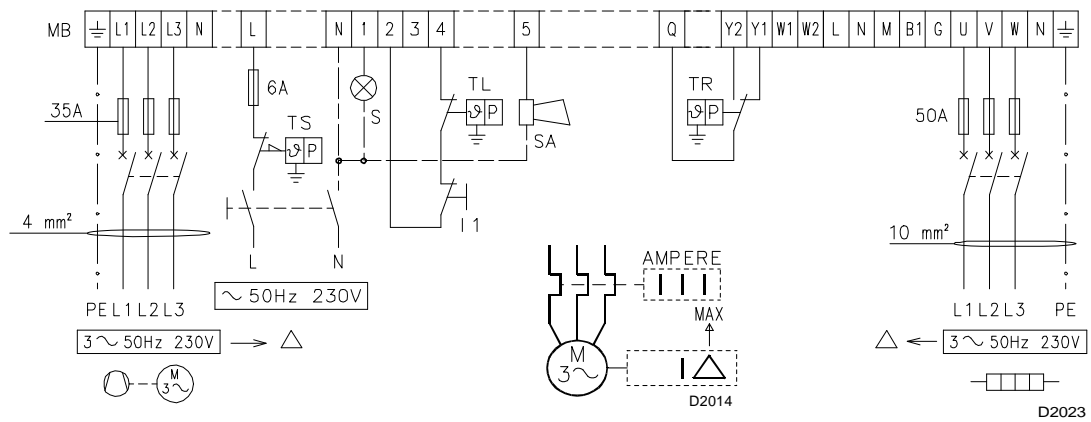 MB ⏚ L1 L2 L3 N L N 1 2 3 4 5 Q Y2 Y1 W1 W2 L N M B1 G U V W N ⏚
35A
6A
TS
ϑ P
S
TL
ϑ P
SA
TR
ϑ P
50A
4 mm²
I1
10 mm²
L N
PE L1 L2 L3
∼ 50Hz 230V
3∼ 50Hz 230V → △
M
3∼
AMPERE
I I I
MAX
M
3∼
I △
D2014
L1 L2 L3 PE
△ ← 3∼ 50Hz 230V
D2023